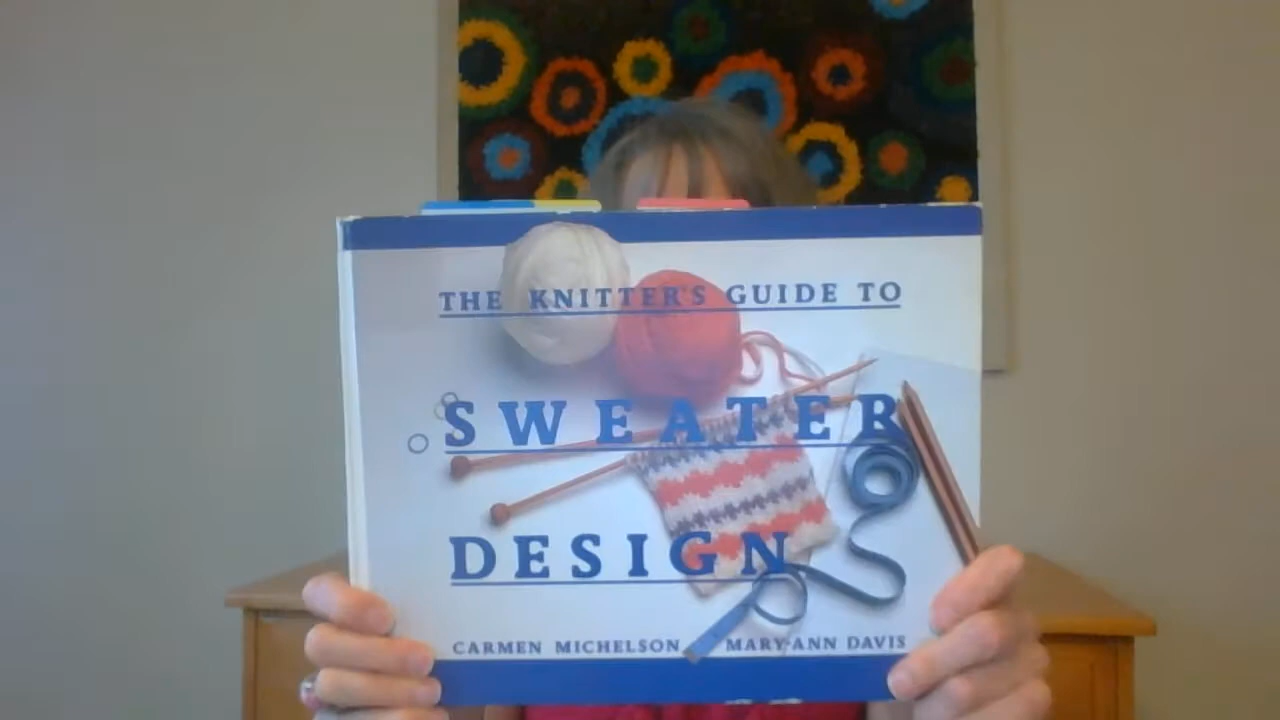 THE KNITTER'S GUIDE TO
SWEATER
DESIGN
CARMEN MICHELSON MARY-ANN DAVIS